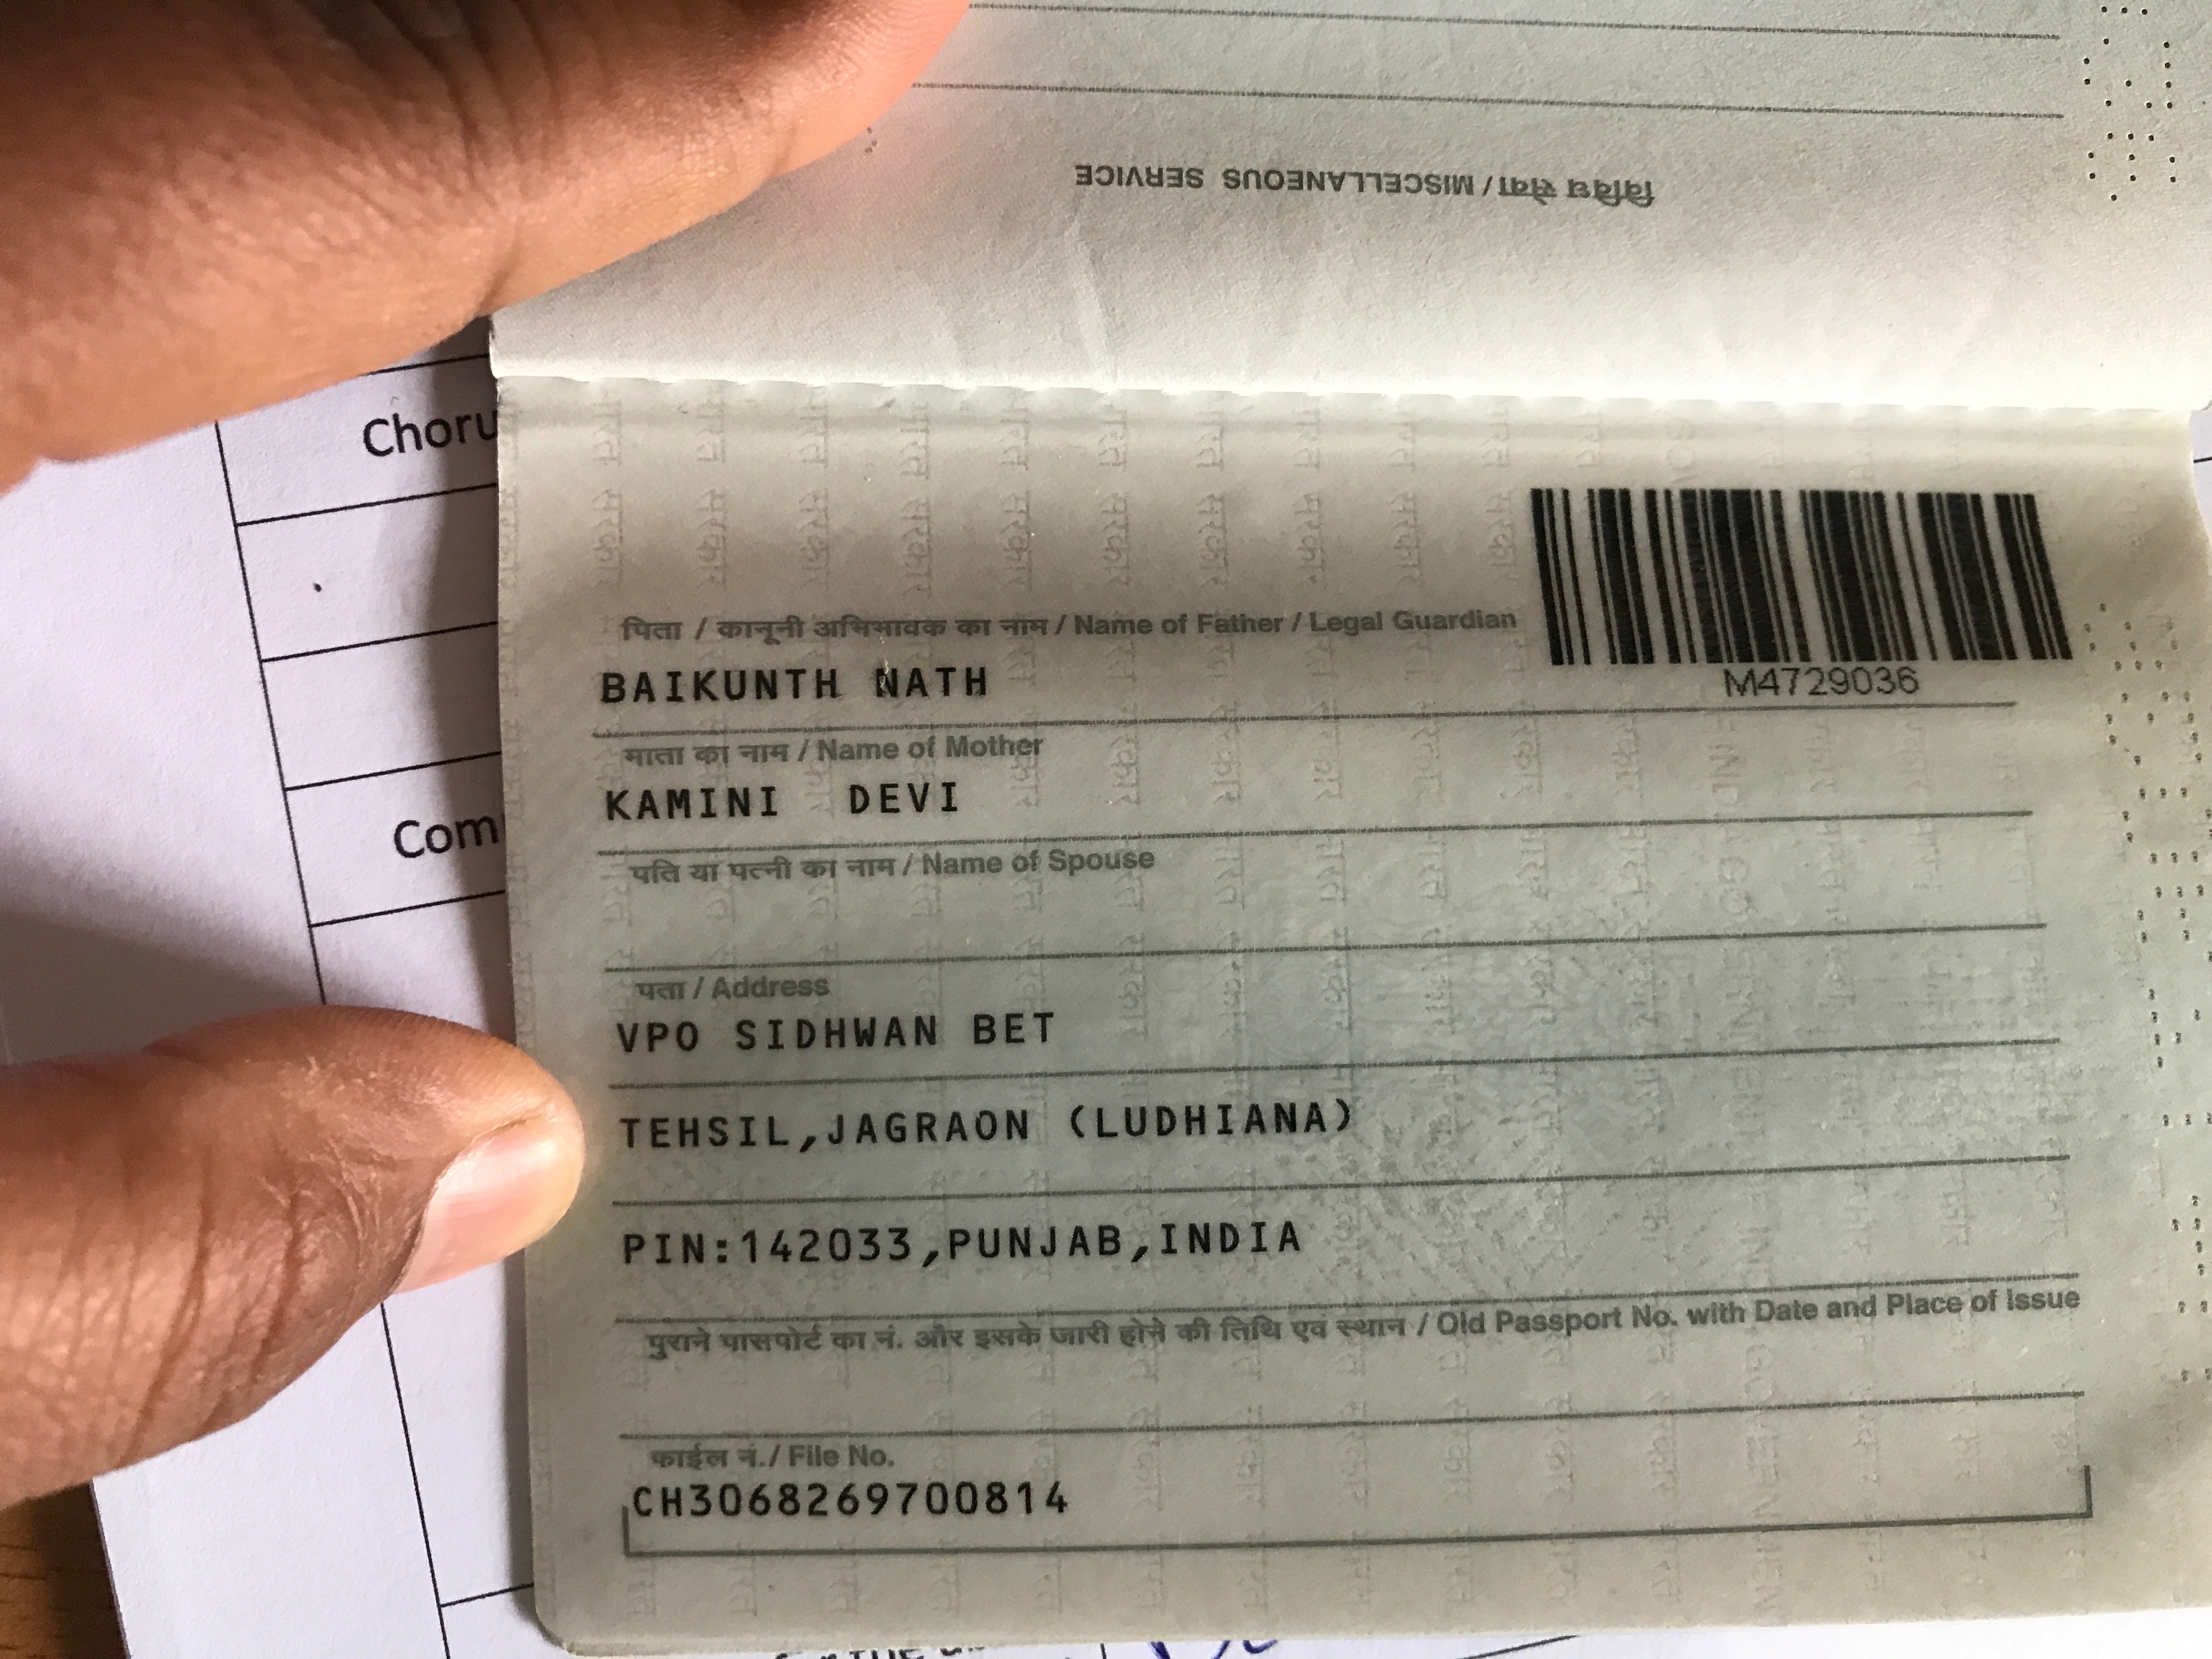 विविध सेवा / MISCELLANEOUS SERVICE
पिता / कानूनी अभिभावक का नाम / Name of Father / Legal Guardian
BAIKUNTH NATH
M4729036
माता का नाम / Name of Mother
KAMINI DEVI
पति या पत्नी का नाम / Name of Spouse
पता / Address
VPO SIDHWAN BET
TEHSIL,JAGRAON (LUDHIANA)
PIN:142033,PUNJAB,INDIA
पुराने पासपोर्ट का नं. और इसके जारी होने की तिथि एवं स्थान / Old Passport No. with Date and Place of Issue
फाईल नं./ File No.
CH3068269700814
Choru
Com